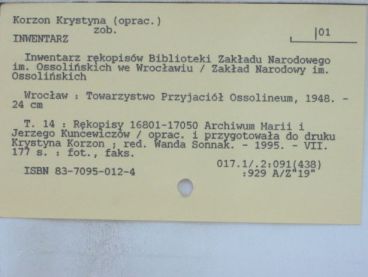 Korzon Krystyna (oprac.)
zob.
INWENTARZ
01
Inwentarz rękopisów Biblioteki Zakładu Narodowego
im. Ossolińskich we Wrocławiu / Zakład Narodowy im.
Ossolińskich
Wrocław : Towarzystwo Przyjaciół Ossolineum, 1948. -
24 cm
T. 14 : Rękopisy 16801-17050 Archiwum Marii i
Jerzego Kuncewiczów / oprac. i przygotowała do druku
Krystyna Korzon ; red. Wanda Sonnak. - 1995. - VII.
177 s. : fot., faks.
017.1/.2:091(438)
ISBN 83-7095-012-4
:929 A/Z"19"